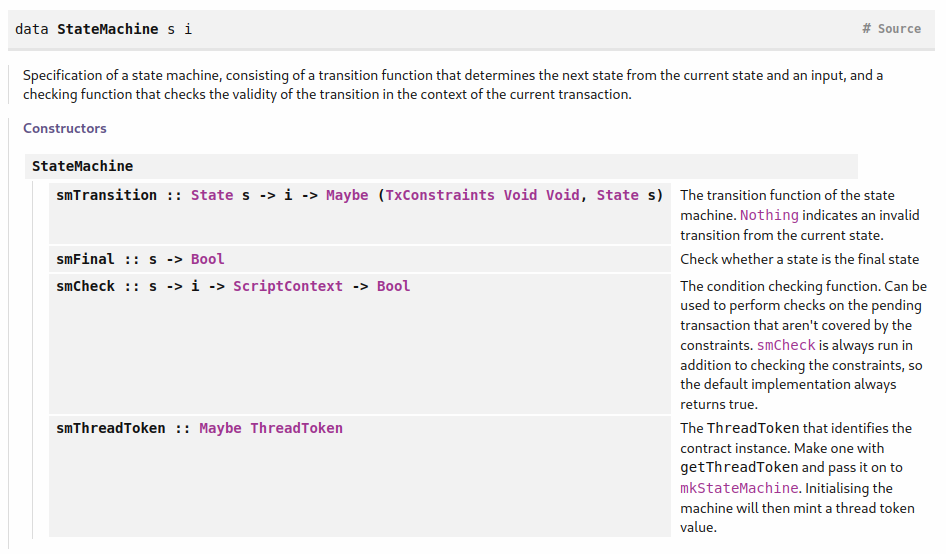 data StateMachine s i
# Source
Specification of a state machine, consisting of a transition function that determines the next state from the current state and an input, and a
checking function that checks the validity of the transition in the context of the current transaction.
Constructors
StateMachine
smTransition :: State s -> i -> Maybe (TxConstraints Void Void, State s)
The transition function of the state
machine. Nothing indicates an invalid
transition from the current state.
smFinal :: s -> Bool
Check whether a state is the final state
smCheck :: s -> i -> ScriptContext -> Bool
The condition checking function. Can be
used to perform checks on the pending
transaction that aren't covered by the
constraints. smCheck is always run in
addition to checking the constraints, so
the default implementation always
returns true.
smThreadToken :: Maybe ThreadToken
The ThreadToken that identifies the
contract instance. Make one with
getThreadToken and pass it on to
mkStateMachine. Initialising the
machine will then mint a thread token
value.